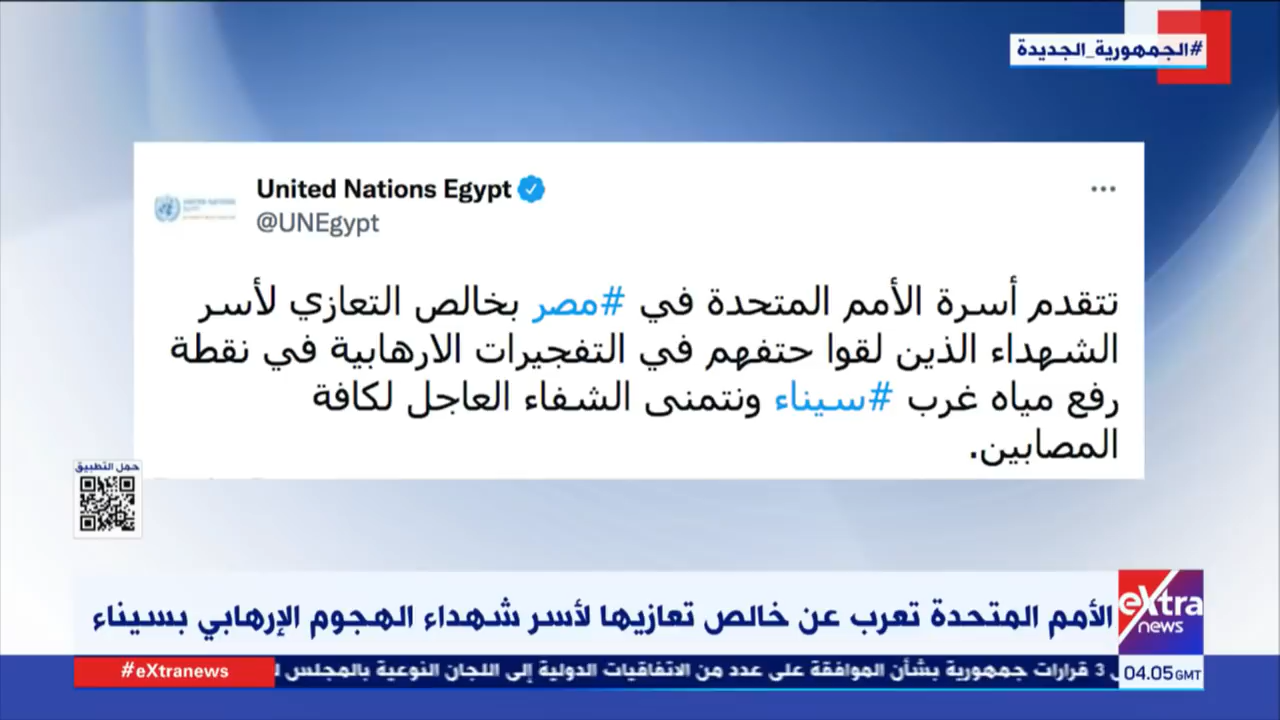 #الجمهورية_الجديدة
United Nations Egypt
@UNEgypt
تتقدم أسرة الأمم المتحدة في #مصر بخالص التعازي لأسر
الشهداء الذين لقوا حتفهم في التفجيرات الارهابية في نقطة
رفع مياه غرب #سيناء ونتمنى الشفاء العاجل لكافة
المصابين.
حمل التطبيق
الأمم المتحدة تعرب عن خالص تعازيها لأسر شهداء الهجوم الإرهابي بسيناء
eXtra
news
3 قرارات جمهورية بشأن الموافقة على عدد من الاتفاقيات الدولية إلى اللجان النوعية بالمجلس
#eXtranews
04.05 GMT